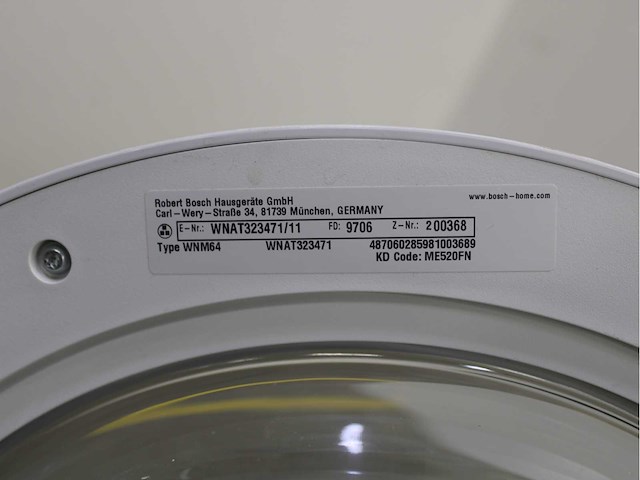 Robert Bosch Hausgeräte GmbH www.bosch-home.com
Carl-Wery-Straße 34, 81739 München, GERMANY
E-Nr.: WNAT323471/11 FD: 9706 Z-Nr.: 200368
Type WNM64 WNAT323471 487060285981003689
KD Code: ME520FN